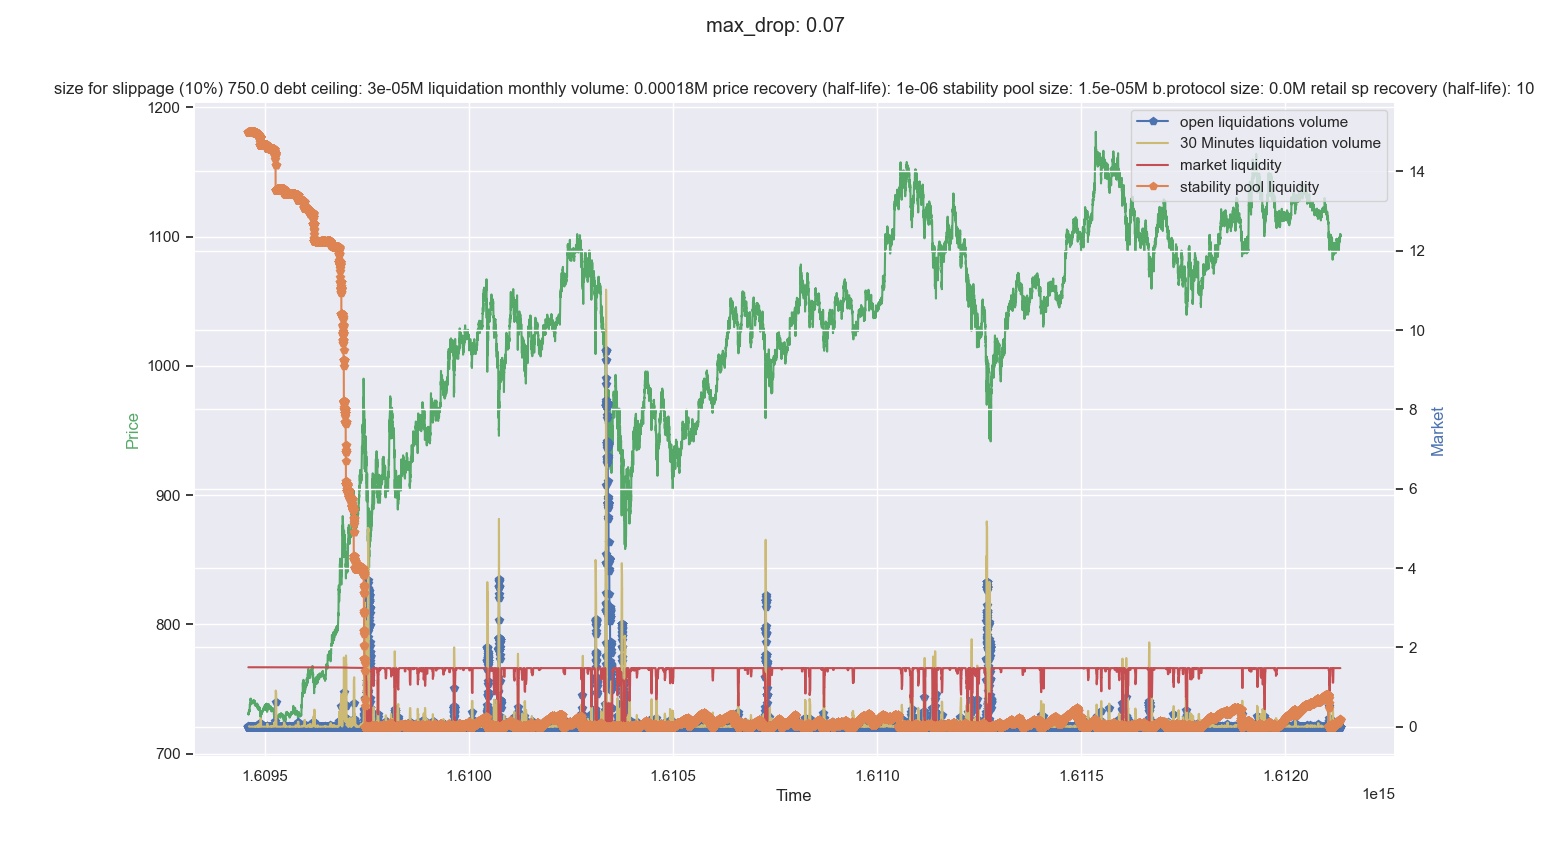 max_drop: 0.07
size for slippage (10%) 750.0 debt ceiling: 3e-05M liquidation monthly volume: 0.00018M price recovery (half-life): 1e-06 stability pool size: 1.5e-05M b.protocol size: 0.0M retail sp recovery (half-life): 10
open liquidations volume
30 Minutes liquidation volume
market liquidity
stability pool liquidity
1200
1100
1000
900
800
700
Price
14
12
10
8
6
4
2
0
Market
1.6095 1.6100 1.6105 1.6110 1.6115 1.6120
Time
1e15